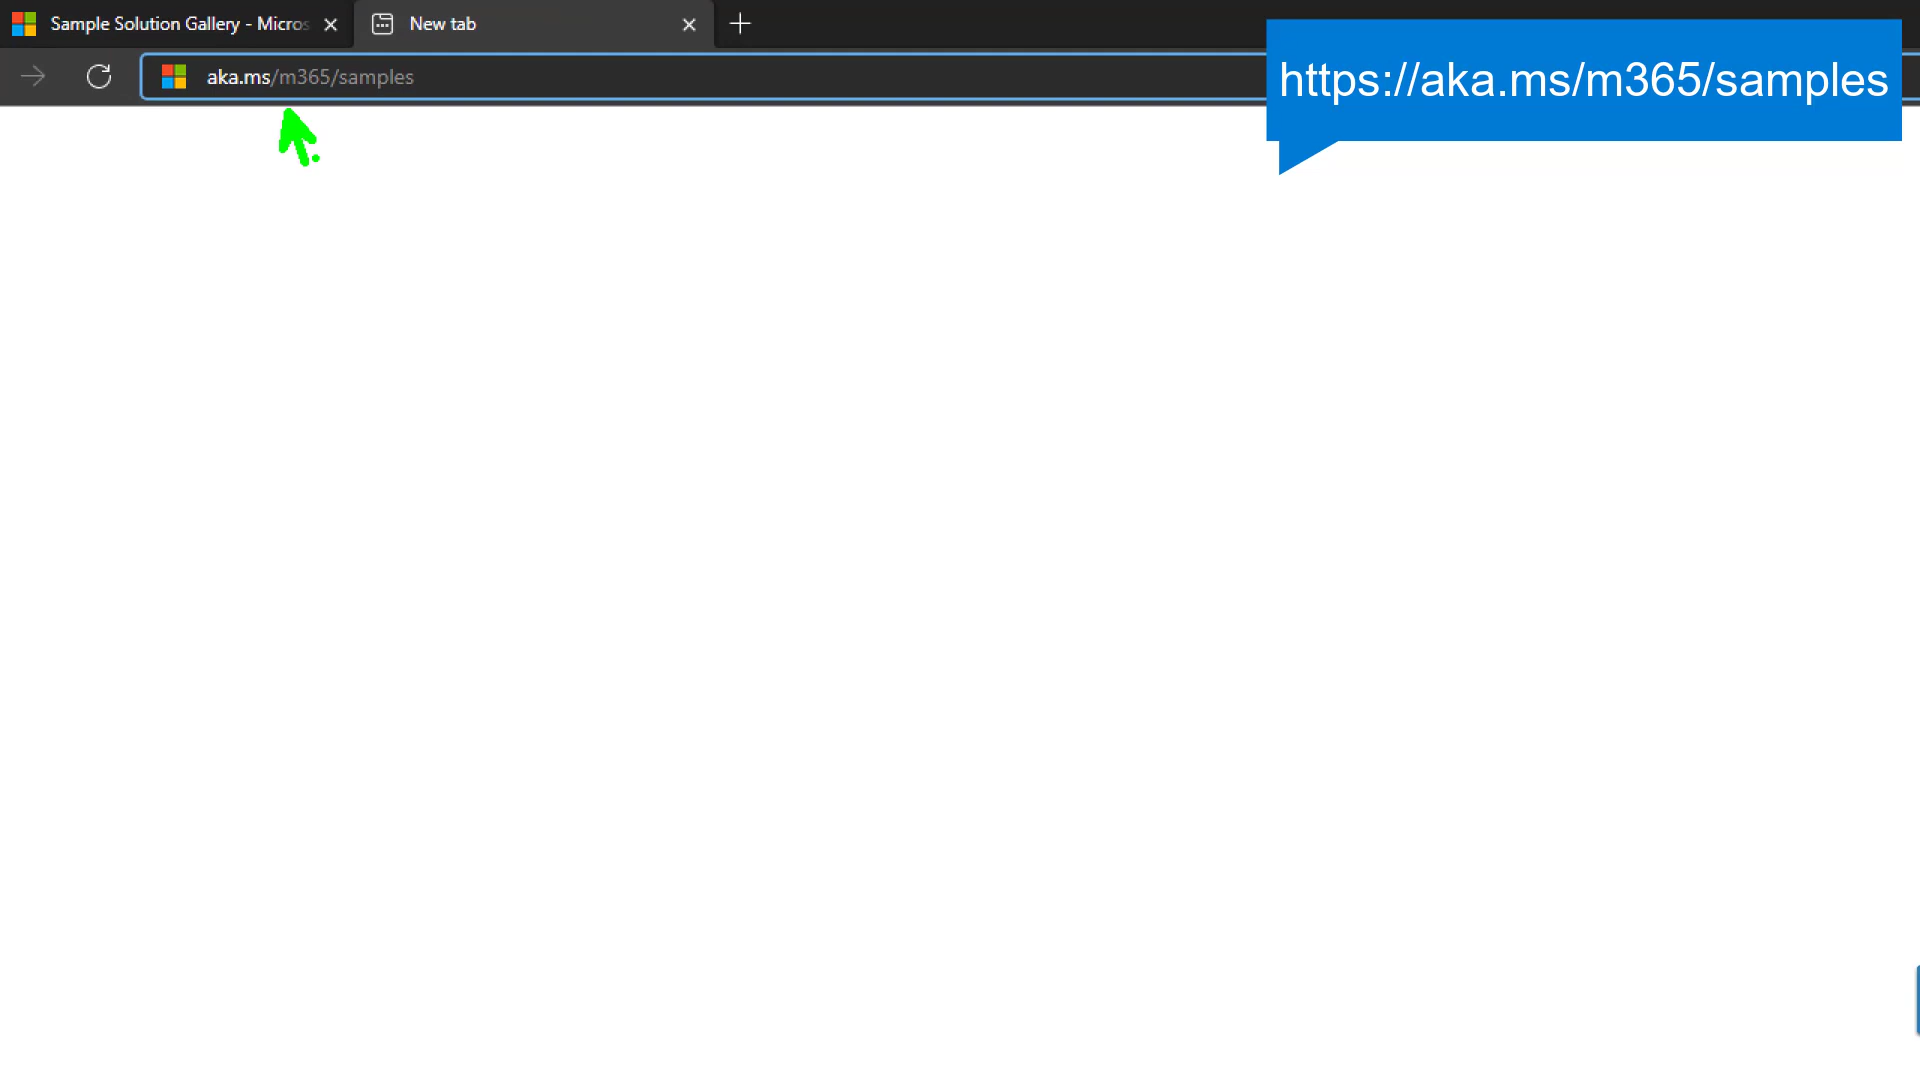 Sample Solution Gallery - Micros
New tab
aka.ms/m365/samples
https://aka.ms/m365/samples